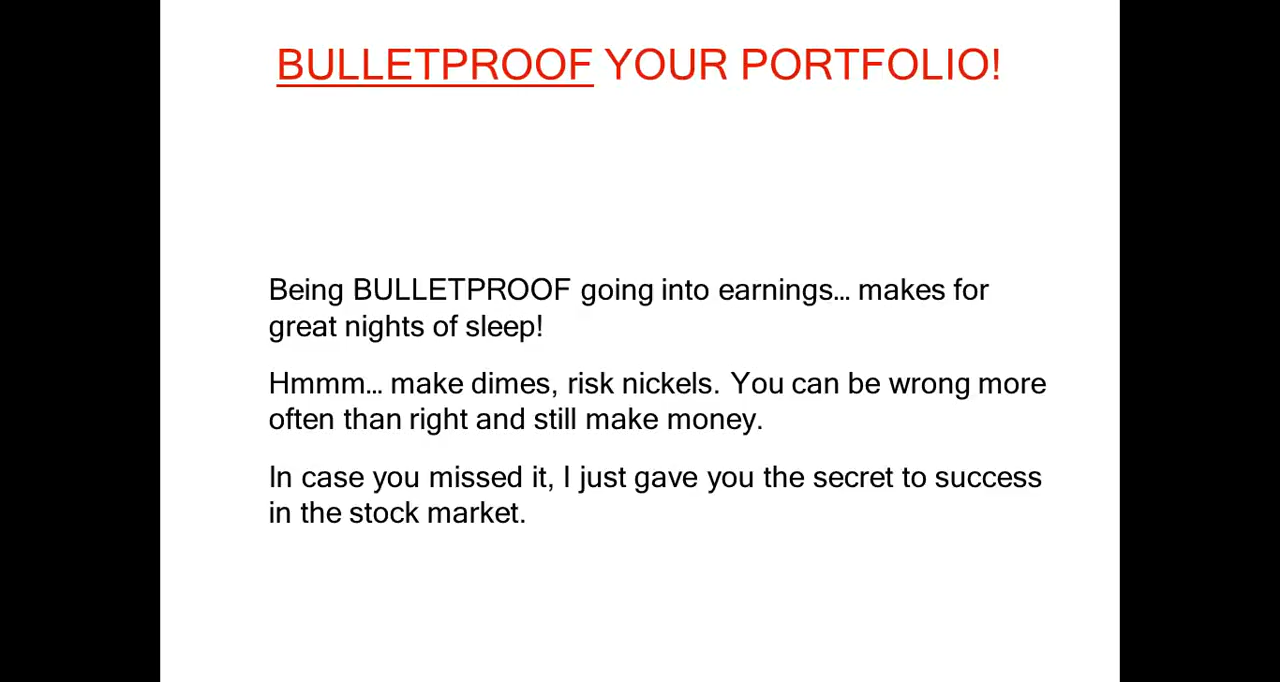 BULLETPROOF YOUR PORTFOLIO!
Being BULLETPROOF going into earnings... makes for
great nights of sleep!
Hmmm... make dimes, risk nickels. You can be wrong more
often than right and still make money.
In case you missed it, I just gave you the secret to success
in the stock market.